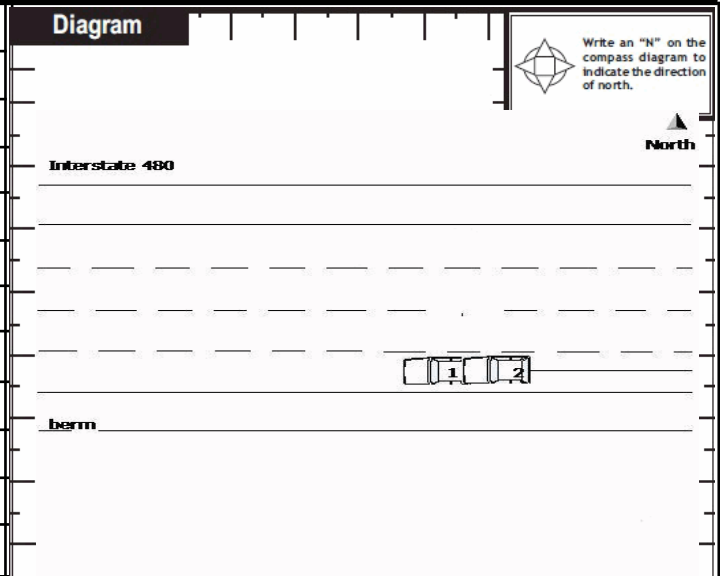 Diagram
Write an “N” on the
compass diagram to
indicate the direction
of north.
North
Interstate 480
1 2
berm